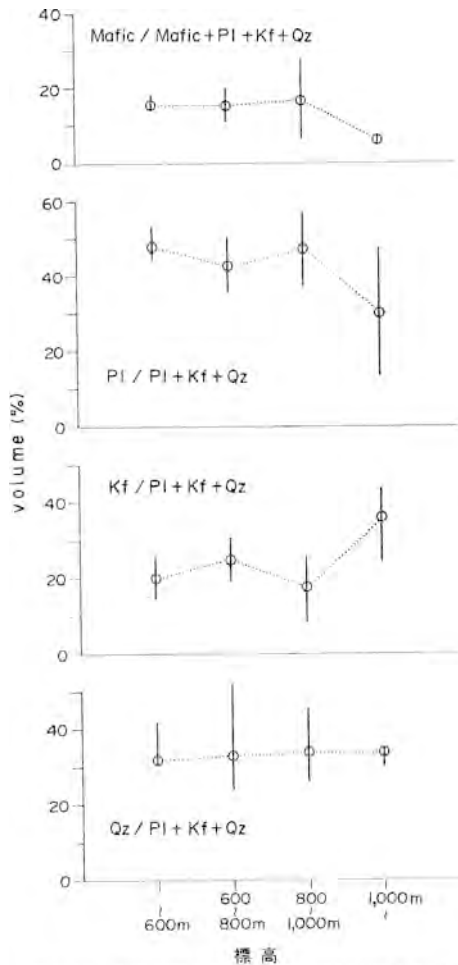 40
Mafic / Mafic+Pl+Kf+Qz
20
0
60
40
20
Pl / Pl+Kf+Qz
0
volume (%)
Kf / Pl+Kf+Qz
40
20
0
40
20
Qz / Pl+Kf+Qz
0
600 800 1,000m
~ ~ ~ ~
600m 800m 1,000m
標高